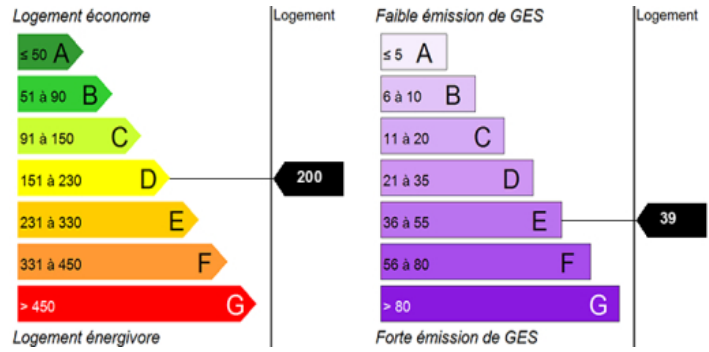 Logement économe
Logement
≤ 50 A
51 à 90 B
91 à 150 C
151 à 230 D
200
231 à 330 E
331 à 450 F
> 450 G
Logement énergivore
Faible émission de GES
Logement
≤ 5 A
6 à 10 B
11 à 20 C
21 à 35 D
36 à 55 E
39
56 à 80 F
> 80 G
Forte émission de GES